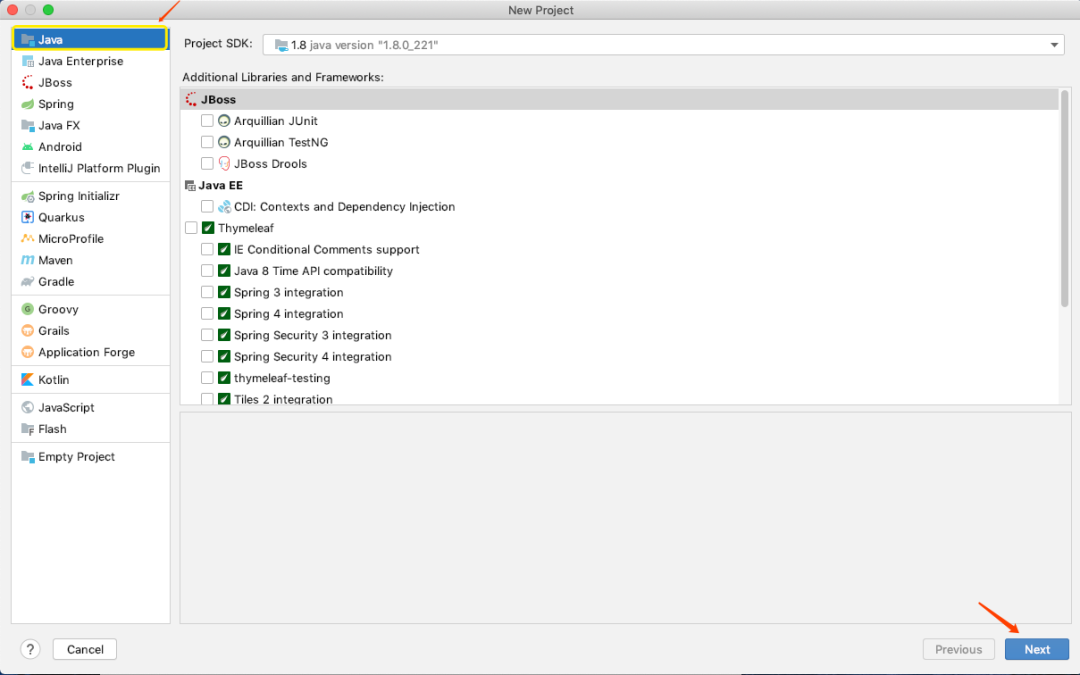 New Project
Java
Java Enterprise
JBoss
Spring
Java FX
Android
IntelliJ Platform Plugin
Spring Initializr
Quarkus
MicroProfile
Maven
Gradle
Groovy
Grails
Application Forge
Kotlin
JavaScript
Flash
Empty Project
Project SDK: 1.8 java version "1.8.0_221"
Additional Libraries and Frameworks:
JBoss
Arquillian JUnit
Arquillian TestNG
JBoss Drools
Java EE
CDI: Contexts and Dependency Injection
Thymeleaf
IE Conditional Comments support
Java 8 Time API compatibility
Spring 3 integration
Spring 4 integration
Spring Security 3 integration
Spring Security 4 integration
thymeleaf-testing
Tiles 2 integration
? Cancel Previous Next